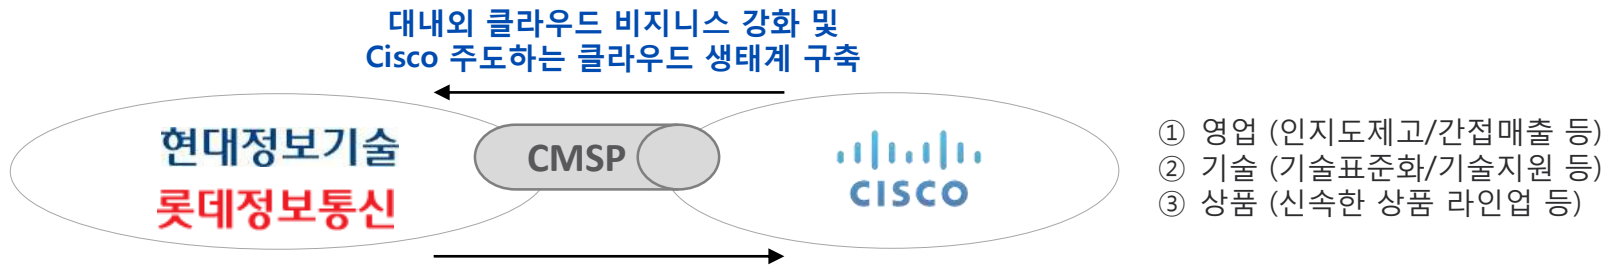 대내외 클라우드 비지니스 강화 및
Cisco 주도하는 클라우드 생태계 구축
현대정보기술
롯데정보통신
CMSP
CISCO
① 영업 (인지도제고/간접매출 등)
② 기술 (기술표준화/기술지원 등)
③ 상품 (신속한 상품 라인업 등)